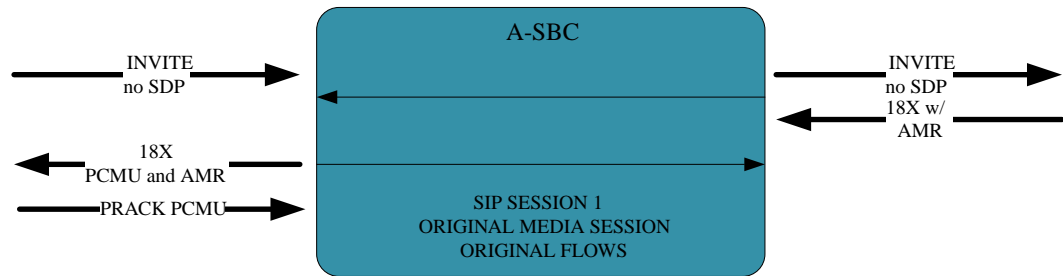 A-SBC
INVITE
no SDP
INVITE
no SDP
18X w/
AMR
18X
PCMU and AMR
PRACK PCMU
SIP SESSION 1
ORIGINAL MEDIA SESSION
ORIGINAL FLOWS